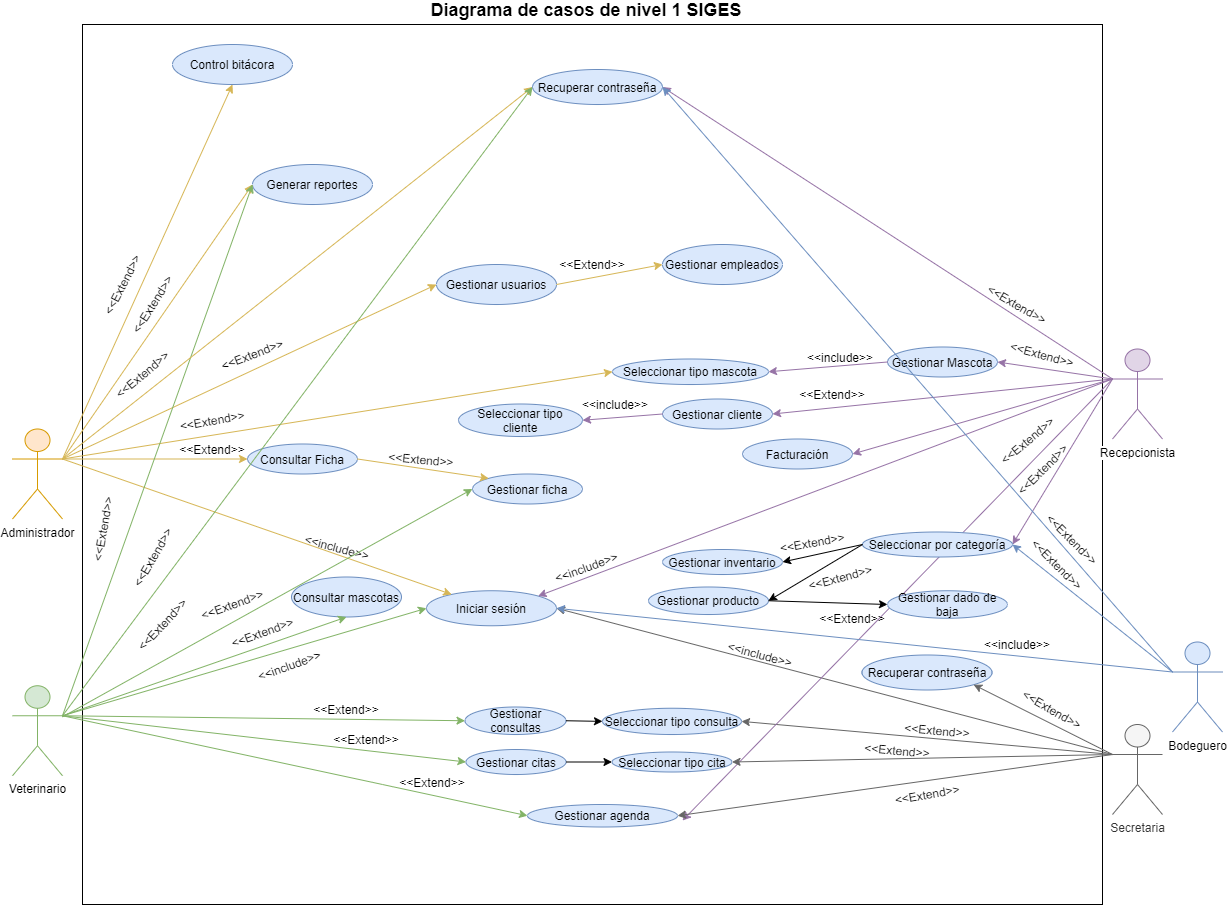 Diagrama de casos de nivel 1 SIGES
Control bitácora
Recuperar contraseña
Generar reportes
<<Extend>>
<<Extend>>
<<Extend>>
Gestionar empleados
Gestionar usuarios
<<Extend>>
<<Extend>>
<<Extend>>
<<Extend>>
<<include>>
Gestionar Mascota
<<Extend>>
Seleccionar tipo mascota
<<Extend>>
<<include>>
<<Extend>>
Seleccionar tipo
cliente
Gestionar cliente
<<Extend>>
Consultar Ficha
<<Extend>>
Facturación
<<Extend>>
<<Extend>>
Recepcionista
Gestionar ficha
Administrador
<<Extend>>
<<include>>
<<Extend>>
Seleccionar por categoría
<<Extend>>
<<Extend>>
<<Extend>>
Gestionar inventario
<<include>>
<<Extend>>
Consultar mascotas
Gestionar producto
Gestionar dado de
baja
<<Extend>>
<<Extend>>
Iniciar sesión
<<Extend>>
<<Extend>>
<<include>>
<<include>>
<<include>>
Recuperar contraseña
<<Extend>>
<<Extend>>
Gestionar
consultas
Seleccionar tipo consulta
<<Extend>>
<<Extend>>
<<Extend>>
Bodeguero
Gestionar citas
Seleccionar tipo cita
Veterinario
<<Extend>>
<<Extend>>
Gestionar agenda
Secretaria